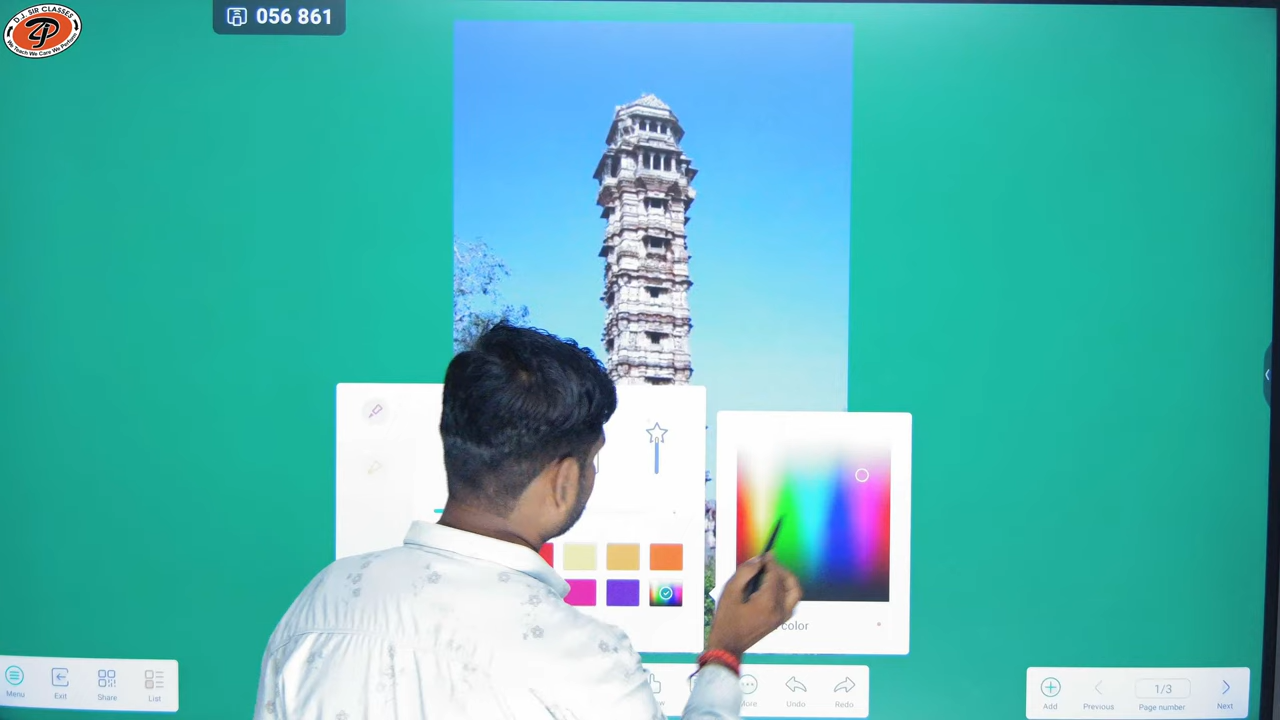 D.J. SIR CLASSES
We Teach We Care We Perform
056 861
color
Menu
Exit
Share
List
More
Undo
Redo
Add
Previous
1/3
Page number
Next